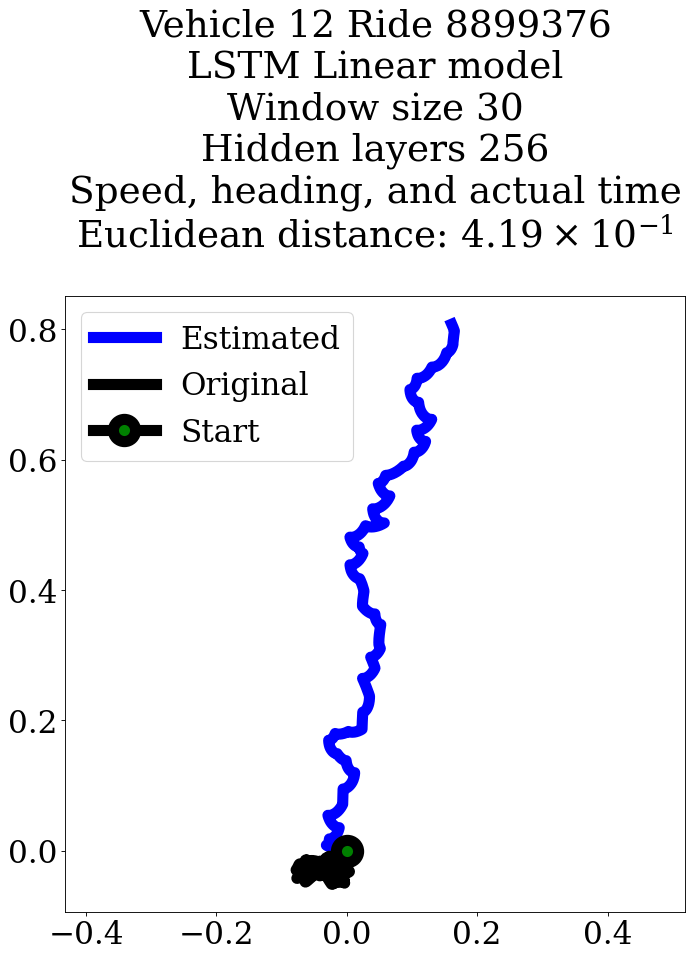 Vehicle 12 Ride 8899376
LSTM Linear model
Window size 30
Hidden layers 256
Speed, heading, and actual time
Euclidean distance: 4.19 × 10⁻¹
Estimated
Original
Start
0.8
0.6
0.4
0.2
0.0
−0.4 −0.2 0.0 0.2 0.4